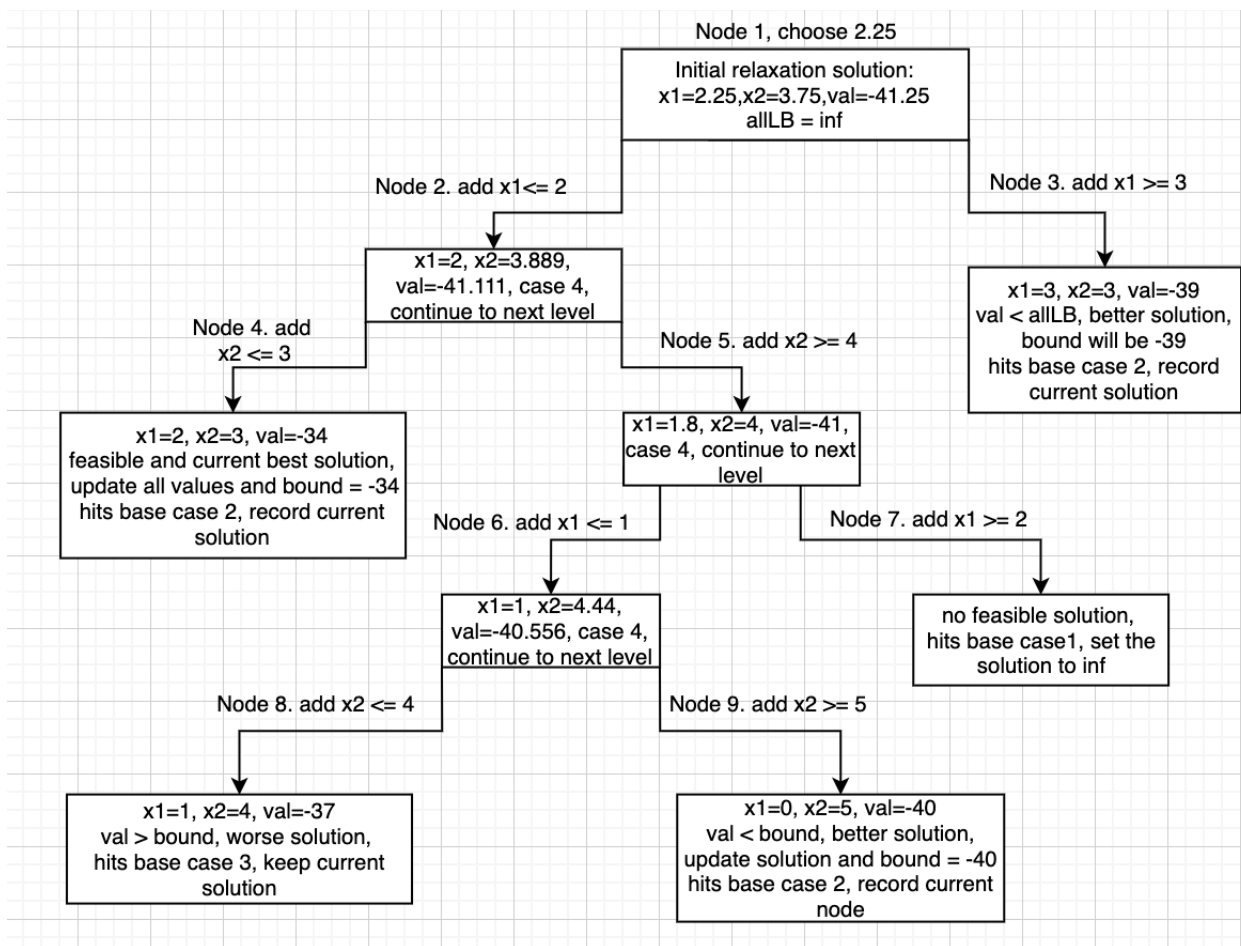 Node 1, choose 2.25
Initial relaxation solution:
x1=2.25,x2=3.75,val=-41.25
allLB = inf
Node 2. add x1<= 2
Node 3. add x1 >= 3
x1=2, x2=3.889,
val=-41.111, case 4,
continue to next level
x1=3, x2=3, val=-39
val < allLB, better solution,
bound will be -39
hits base case 2, record
current solution
Node 4. add
x2 <= 3
Node 5. add x2 >= 4
x1=2, x2=3, val=-34
feasible and current best solution,
update all values and bound = -34
hits base case 2, record current
solution
x1=1.8, x2=4, val=-41,
case 4, continue to next
level
Node 6. add x1 <= 1
Node 7. add x1 >= 2
x1=1, x2=4.44,
val=-40.556, case 4,
continue to next level
no feasible solution,
hits base case1, set the
solution to inf
Node 8. add x2 <= 4
Node 9. add x2 >= 5
x1=1, x2=4, val=-37
val > bound, worse solution,
hits base case 3, keep current
solution
x1=0, x2=5, val=-40
val < bound, better solution,
update solution and bound = -40
hits base case 2, record current
node